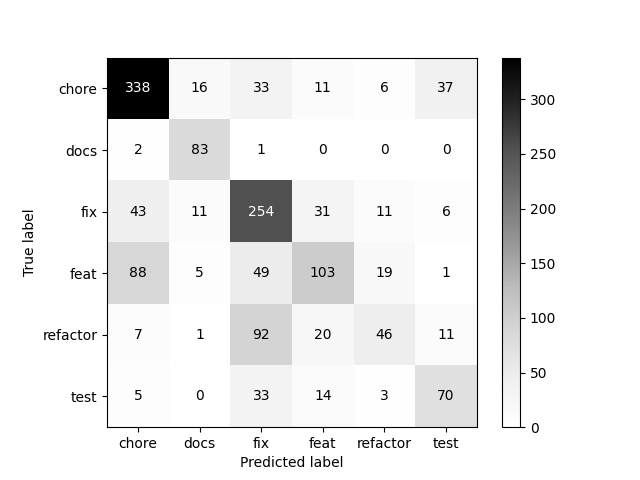 chore 338 16 33 11 6 37
docs 2 83 1 0 0 0
fix 43 11 254 31 11 6
feat 88 5 49 103 19 1
refactor 7 1 92 20 46 11
test 5 0 33 14 3 70
chore docs fix feat refactor test
Predicted label
True label
300
250
200
150
100
50
0